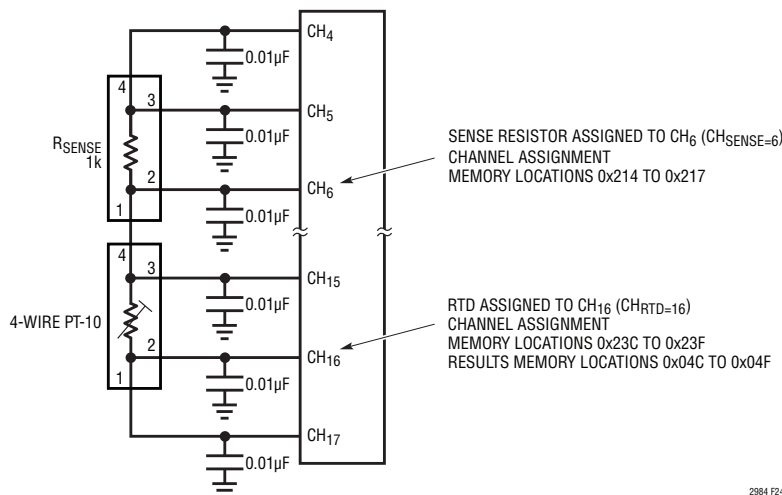 CH4
0.01µF
4
3
CH5
0.01µF
RSENSE
1k
2
CH6
1
0.01µF
SENSE RESISTOR ASSIGNED TO CH6 (CHSENSE=6)
CHANNEL ASSIGNMENT
MEMORY LOCATIONS 0x214 TO 0x217
4
3
CH15
0.01µF
4-WIRE PT-10
2
CH16
1
0.01µF
RTD ASSIGNED TO CH16 (CHRTD=16)
CHANNEL ASSIGNMENT
MEMORY LOCATIONS 0x23C TO 0x23F
RESULTS MEMORY LOCATIONS 0x04C TO 0x04F
CH17
0.01µF
2984 F24